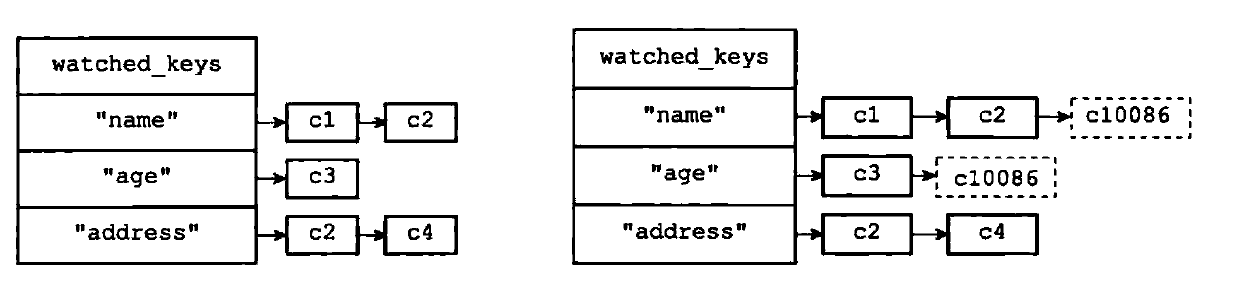 watched_keys
"name" c1 c2
"age" c3
"address" c2 c4
watched_keys
"name" c1 c2 c10086
"age" c3 c10086
"address" c2 c4